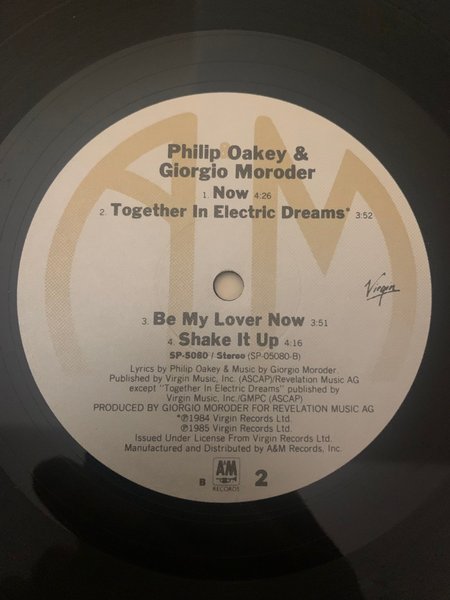 Philip Oakey &
Giorgio Moroder
1. Now 4:26
2. Together In Electric Dreams* 3:52
Virgin
3. Be My Lover Now 3:51
4. Shake It Up 4:16
SP-5080 / Stereo (SP-05080-B)
Lyrics by Philip Oakey & Music by Giorgio Moroder.
Published by Virgin Music, Inc. (ASCAP)/Revelation Music AG
except "Together In Electric Dreams" published by
Virgin Music, Inc/GMPC (ASCAP)
PRODUCED BY GIORGIO MORODER FOR REVELATION MUSIC AG
*℗1984 Virgin Records Ltd.
℗1985 Virgin Records Ltd.
Issued Under License From Virgin Records Ltd.
Manufactured and Distributed by A&M Records, Inc.
A&M
RECORDS
B 2